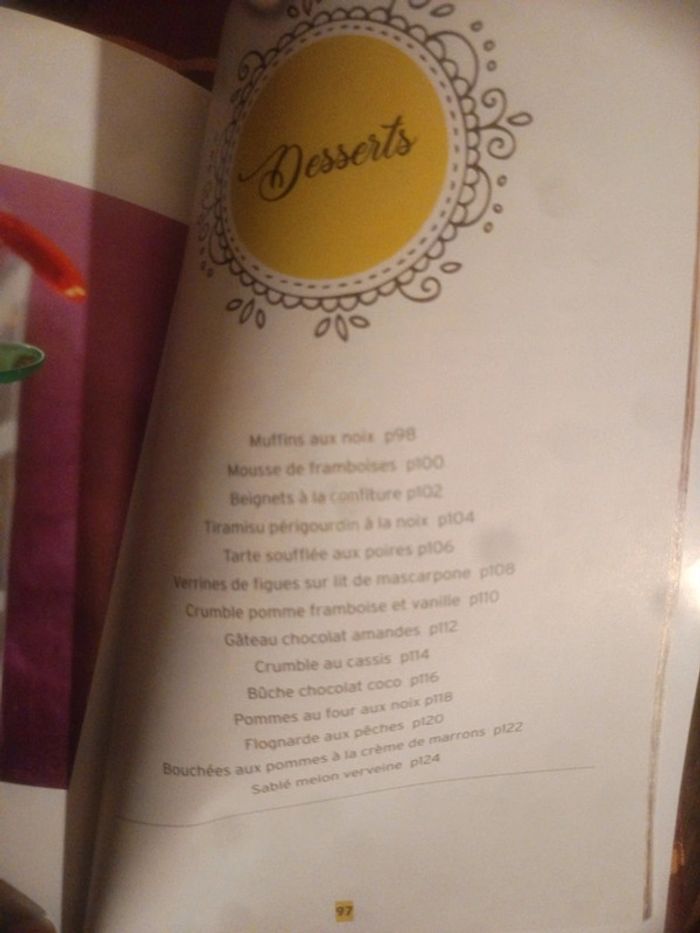 Desserts
Muffins aux noix p98
Mousse de framboises p100
Beignets à la confiture p102
Tiramisu périgourdin à la noix p104
Tarte soufflée aux poires p106
Verrines de figues sur lit de mascarpone p108
Crumble pomme framboise et vanille p110
Gâteau chocolat amandes p112
Crumble au cassis p114
Bûche chocolat coco p116
Pommes au four aux noix p118
Flognarde aux pêches p120
Bouchées aux pommes à la crème de marrons p122
Sablé melon verveine p124
97